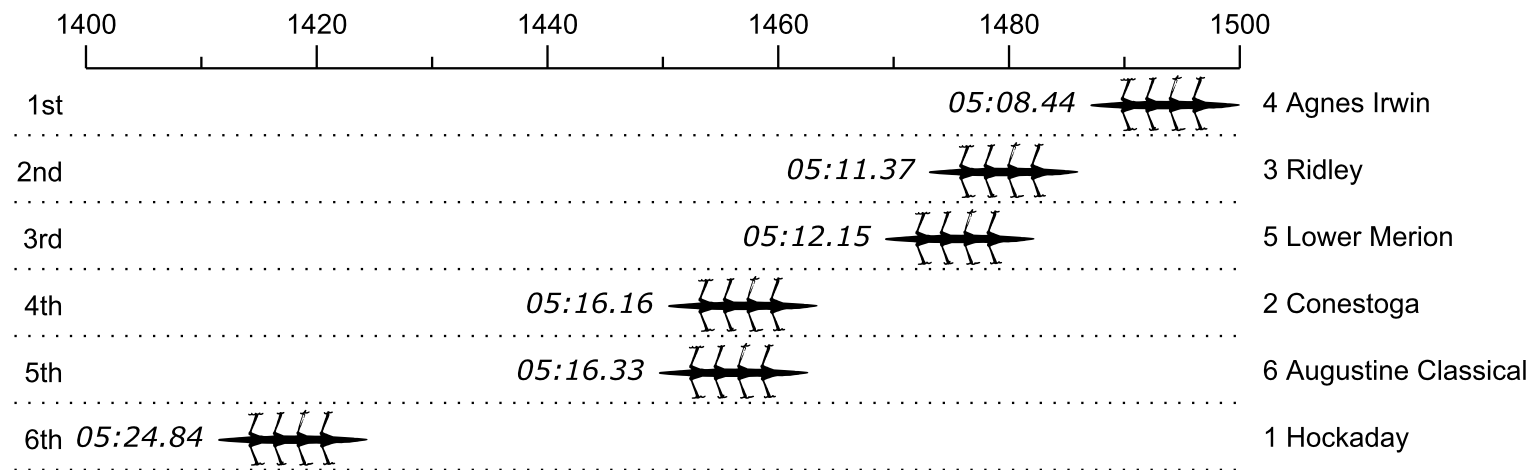 1400 1420 1440 1460 1480 1500
1st 05:08.44 4 Agnes Irwin
2nd 05:11.37 3 Ridley
3rd 05:12.15 5 Lower Merion
4th 05:16.16 2 Conestoga
5th 05:16.33 6 Augustine Classical
6th 05:24.84 1 Hockaday